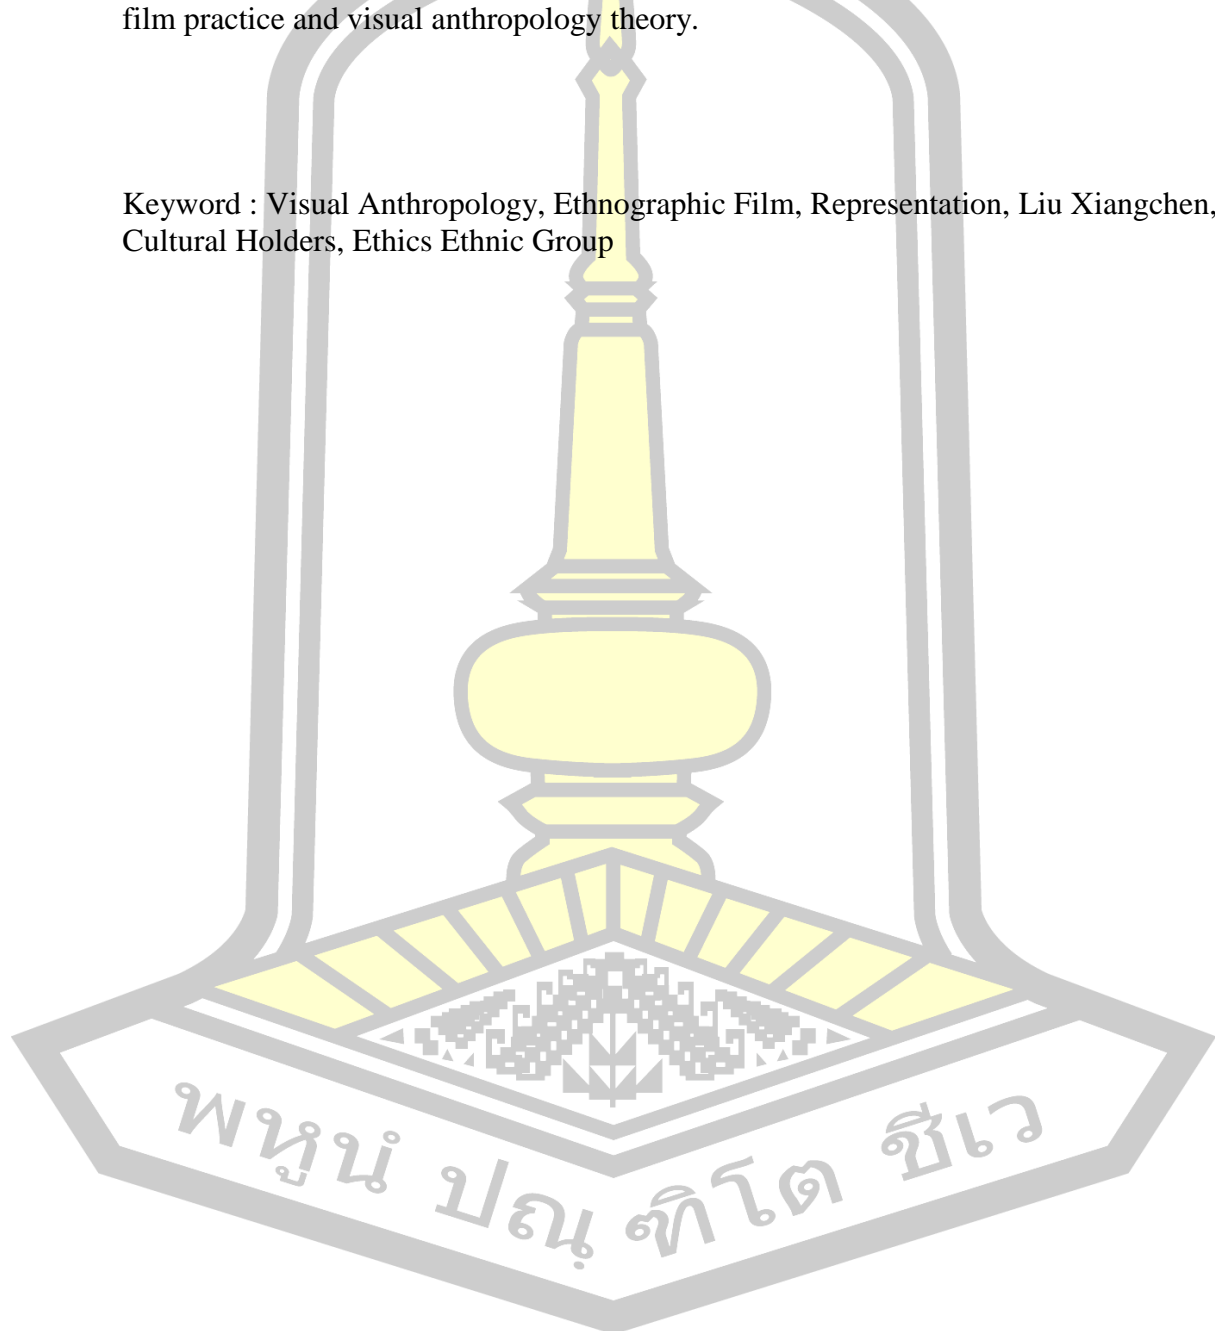 film practice and visual anthropology theory.
Keyword : Visual Anthropology, Ethnographic Film, Representation, Liu Xiangchen,
Cultural Holders, Ethics Ethnic Group
พหูนํ ปณฺฑิโต ชีเว